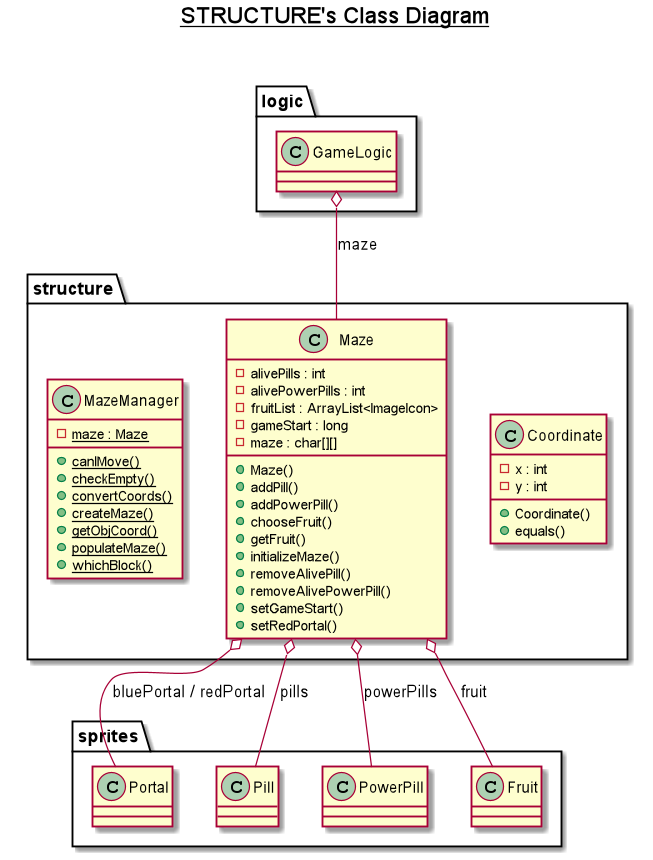 STRUCTURE's Class Diagram
logic
C GameLogic
maze
structure
C MazeManager
maze : Maze
canIMove()
checkEmpty()
convertCoords()
createMaze()
getObjCoord()
populateMaze()
whichBlock()
C Maze
alivePills : int
alivePowerPills : int
fruitList : ArrayList<ImageIcon>
gameStart : long
maze : char[][]
Maze()
addPill()
addPowerPill()
chooseFruit()
getFruit()
initializeMaze()
removeAlivePill()
removeAlivePowerPill()
setGameStart()
setRedPortal()
C Coordinate
x : int
y : int
Coordinate()
equals()
bluePortal / redPortal
pills
powerPills
fruit
sprites
C Portal
C Pill
C PowerPill
C Fruit